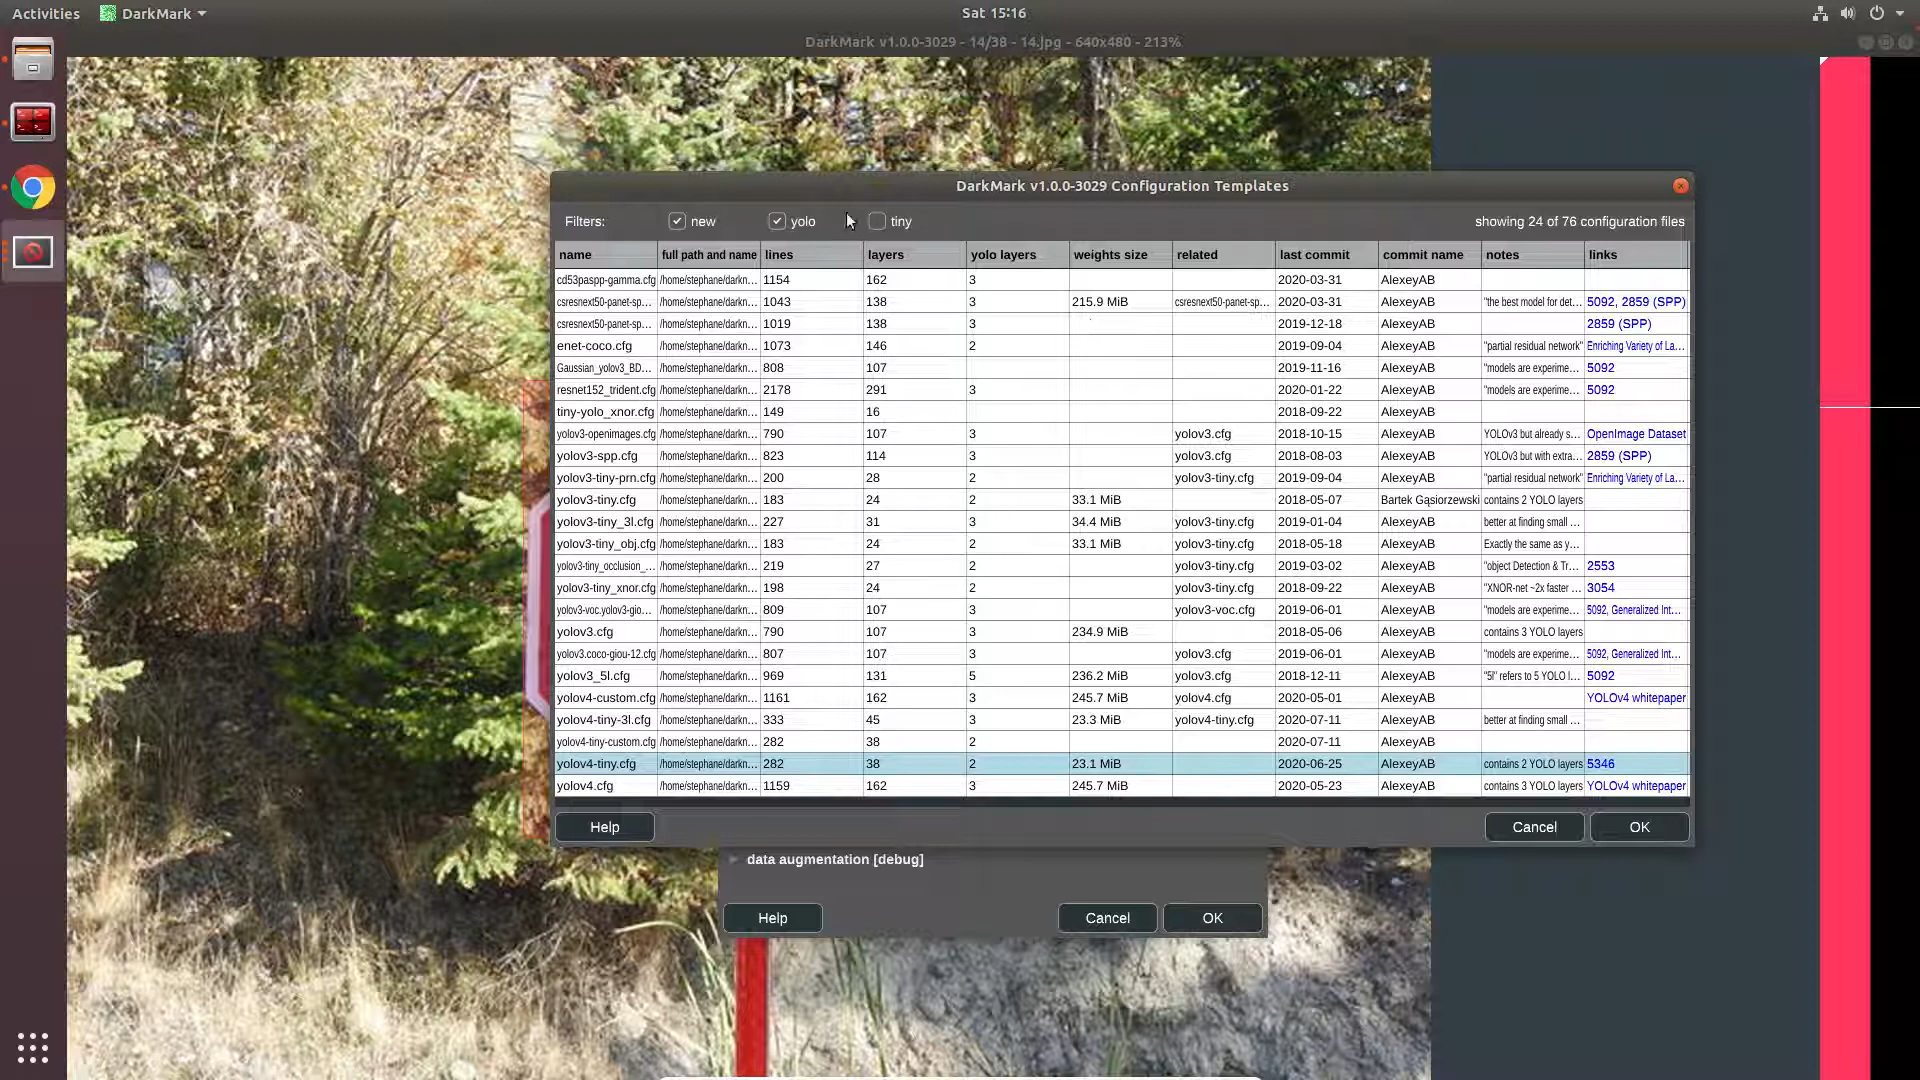 Activities DarkMark Sat 15:16
DarkMark v1.0.0-3029 - 14/38 - 14.jpg - 640x480 - 213%
DarkMark v1.0.0-3029 Configuration Templates
Filters: new yolo tiny showing 24 of 76 configuration files
name full path and name lines layers yolo layers weights size related last commit commit name notes links
cd53paspp-gamma.cfg /home/stephane/darkn... 1154 162 3 2020-03-31 AlexeyAB
csresnext50-panet-sp... /home/stephane/darkn... 1043 138 3 215.9 MiB csresnext50-panet-sp... 2020-03-31 AlexeyAB "the best model for det... 5092, 2859 (SPP)
csresnext50-panet-sp... /home/stephane/darkn... 1019 138 3 2019-12-18 AlexeyAB 2859 (SPP)
enet-coco.cfg /home/stephane/darkn... 1073 146 2 2019-09-04 AlexeyAB "partial residual network" Enriching Variety of La...
Gaussian_yolov3_BD... /home/stephane/darkn... 808 107 2019-11-16 AlexeyAB "models are experime... 5092
resnet152_trident.cfg /home/stephane/darkn... 2178 291 3 2020-01-22 AlexeyAB "models are experime... 5092
tiny-yolo_xnor.cfg /home/stephane/darkn... 149 16 2018-09-22 AlexeyAB
yolov3-openimages.cfg /home/stephane/darkn... 790 107 3 yolov3.cfg 2018-10-15 AlexeyAB YOLOv3 but already s... OpenImage Dataset
yolov3-spp.cfg /home/stephane/darkn... 823 114 3 yolov3.cfg 2018-08-03 AlexeyAB YOLOv3 but with extra... 2859 (SPP)
yolov3-tiny-prn.cfg /home/stephane/darkn... 200 28 2 yolov3-tiny.cfg 2019-09-04 AlexeyAB "partial residual network" Enriching Variety of La...
yolov3-tiny.cfg /home/stephane/darkn... 183 24 2 33.1 MiB 2018-05-07 Bartek Gąsiorzewski contains 2 YOLO layers
yolov3-tiny_3l.cfg /home/stephane/darkn... 227 31 3 34.4 MiB yolov3-tiny.cfg 2019-01-04 AlexeyAB better at finding small ...
yolov3-tiny_obj.cfg /home/stephane/darkn... 183 24 2 33.1 MiB yolov3-tiny.cfg 2018-05-18 AlexeyAB Exactly the same as y...
yolov3-tiny_occlusion_... /home/stephane/darkn... 219 27 2 yolov3-tiny.cfg 2019-03-02 AlexeyAB "object Detection & Tr... 2553
yolov3-tiny_xnor.cfg /home/stephane/darkn... 198 24 2 yolov3-tiny.cfg 2018-09-22 AlexeyAB "XNOR-net ~2x faster ... 3054
yolov3-voc.yolov3-gio... /home/stephane/darkn... 809 107 3 yolov3-voc.cfg 2019-06-01 AlexeyAB "models are experime... 5092, Generalized Int...
yolov3.cfg /home/stephane/darkn... 790 107 3 234.9 MiB 2018-05-06 AlexeyAB contains 3 YOLO layers
yolov3.coco-giou-12.cfg /home/stephane/darkn... 807 107 3 yolov3.cfg 2019-06-01 AlexeyAB "models are experime... 5092, Generalized Int...
yolov3_5l.cfg /home/stephane/darkn... 969 131 5 236.2 MiB yolov3.cfg 2018-12-11 AlexeyAB "5l" refers to 5 YOLO l... 5092
yolov4-custom.cfg /home/stephane/darkn... 1161 162 3 245.7 MiB yolov4.cfg 2020-05-01 AlexeyAB YOLOv4 whitepaper
yolov4-tiny-3l.cfg /home/stephane/darkn... 333 45 3 23.3 MiB yolov4-tiny.cfg 2020-07-11 AlexeyAB better at finding small ...
yolov4-tiny-custom.cfg /home/stephane/darkn... 282 38 2 2020-07-11 AlexeyAB
yolov4-tiny.cfg /home/stephane/darkn... 282 38 2 23.1 MiB 2020-06-25 AlexeyAB contains 2 YOLO layers 5346
yolov4.cfg /home/stephane/darkn... 1159 162 3 245.7 MiB 2020-05-23 AlexeyAB contains 3 YOLO layers YOLOv4 whitepaper
Help Cancel OK
data augmentation [debug]
Help Cancel OK